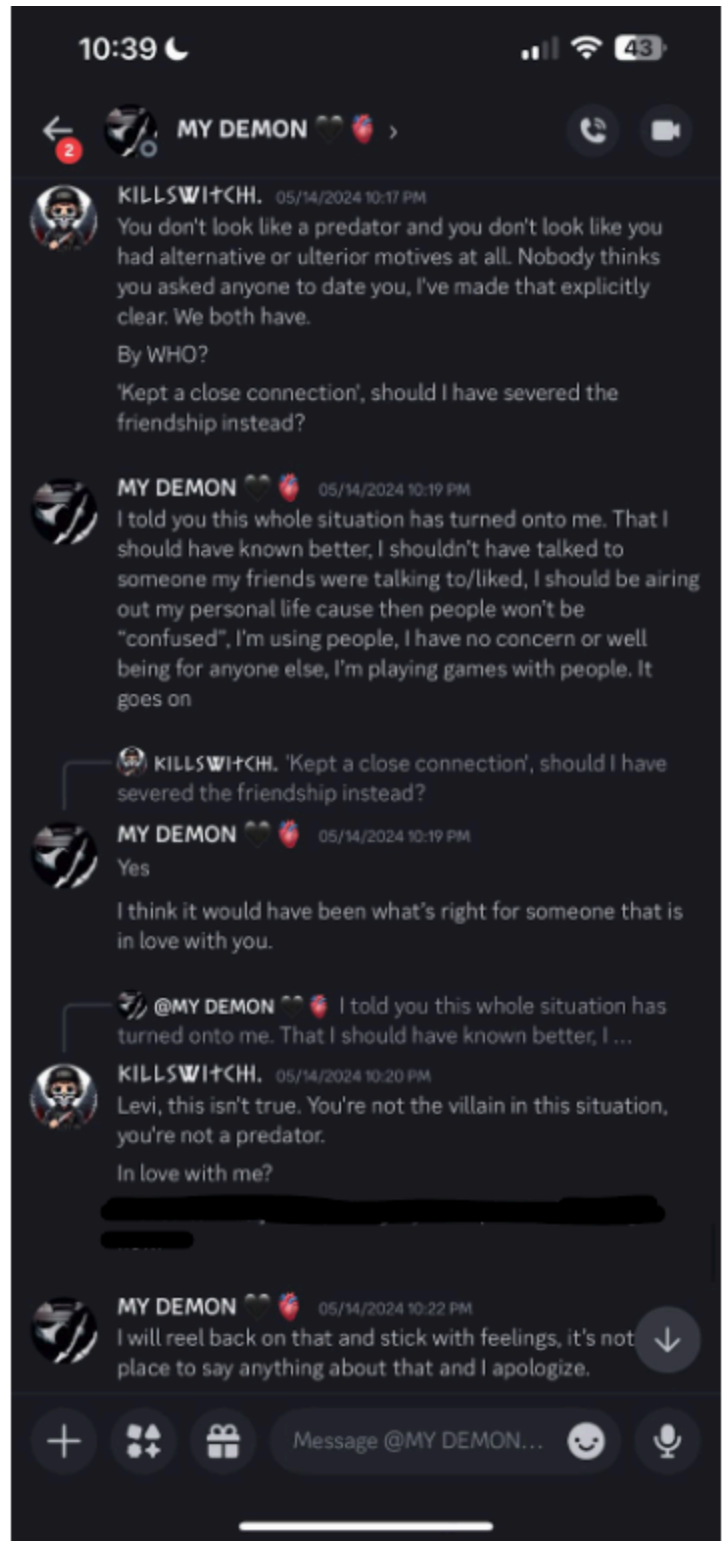 10:39
43
2
MY DEMON 🖤 🫀 >
KILLSWITCH. 05/14/2024 10:17 PM
You don't look like a predator and you don't look like you
had alternative or ulterior motives at all. Nobody thinks
you asked anyone to date you, I've made that explicitly
clear. We both have.
By WHO?
'Kept a close connection', should I have severed the
friendship instead?
MY DEMON 🖤 🫀 05/14/2024 10:19 PM
I told you this whole situation has turned onto me. That I
should have known better, I shouldn't have talked to
someone my friends were talking to/liked, I should be airing
out my personal life cause then people won't be
"confused", I'm using people, I have no concern or well
being for anyone else, I'm playing games with people. It
goes on
KILLSWITCH. 'Kept a close connection', should I have
severed the friendship instead?
MY DEMON 🖤 🫀 05/14/2024 10:19 PM
Yes
I think it would have been what's right for someone that is
in love with you.
@MY DEMON 🖤 🫀 I told you this whole situation has
turned onto me. That I should have known better, I ...
KILLSWITCH. 05/14/2024 10:20 PM
Levi, this isn't true. You're not the villain in this situation,
you're not a predator.
In love with me?
MY DEMON 🖤 🫀 05/14/2024 10:22 PM
I will reel back on that and stick with feelings, it's not
place to say anything about that and I apologize.
Message @MY DEMON...